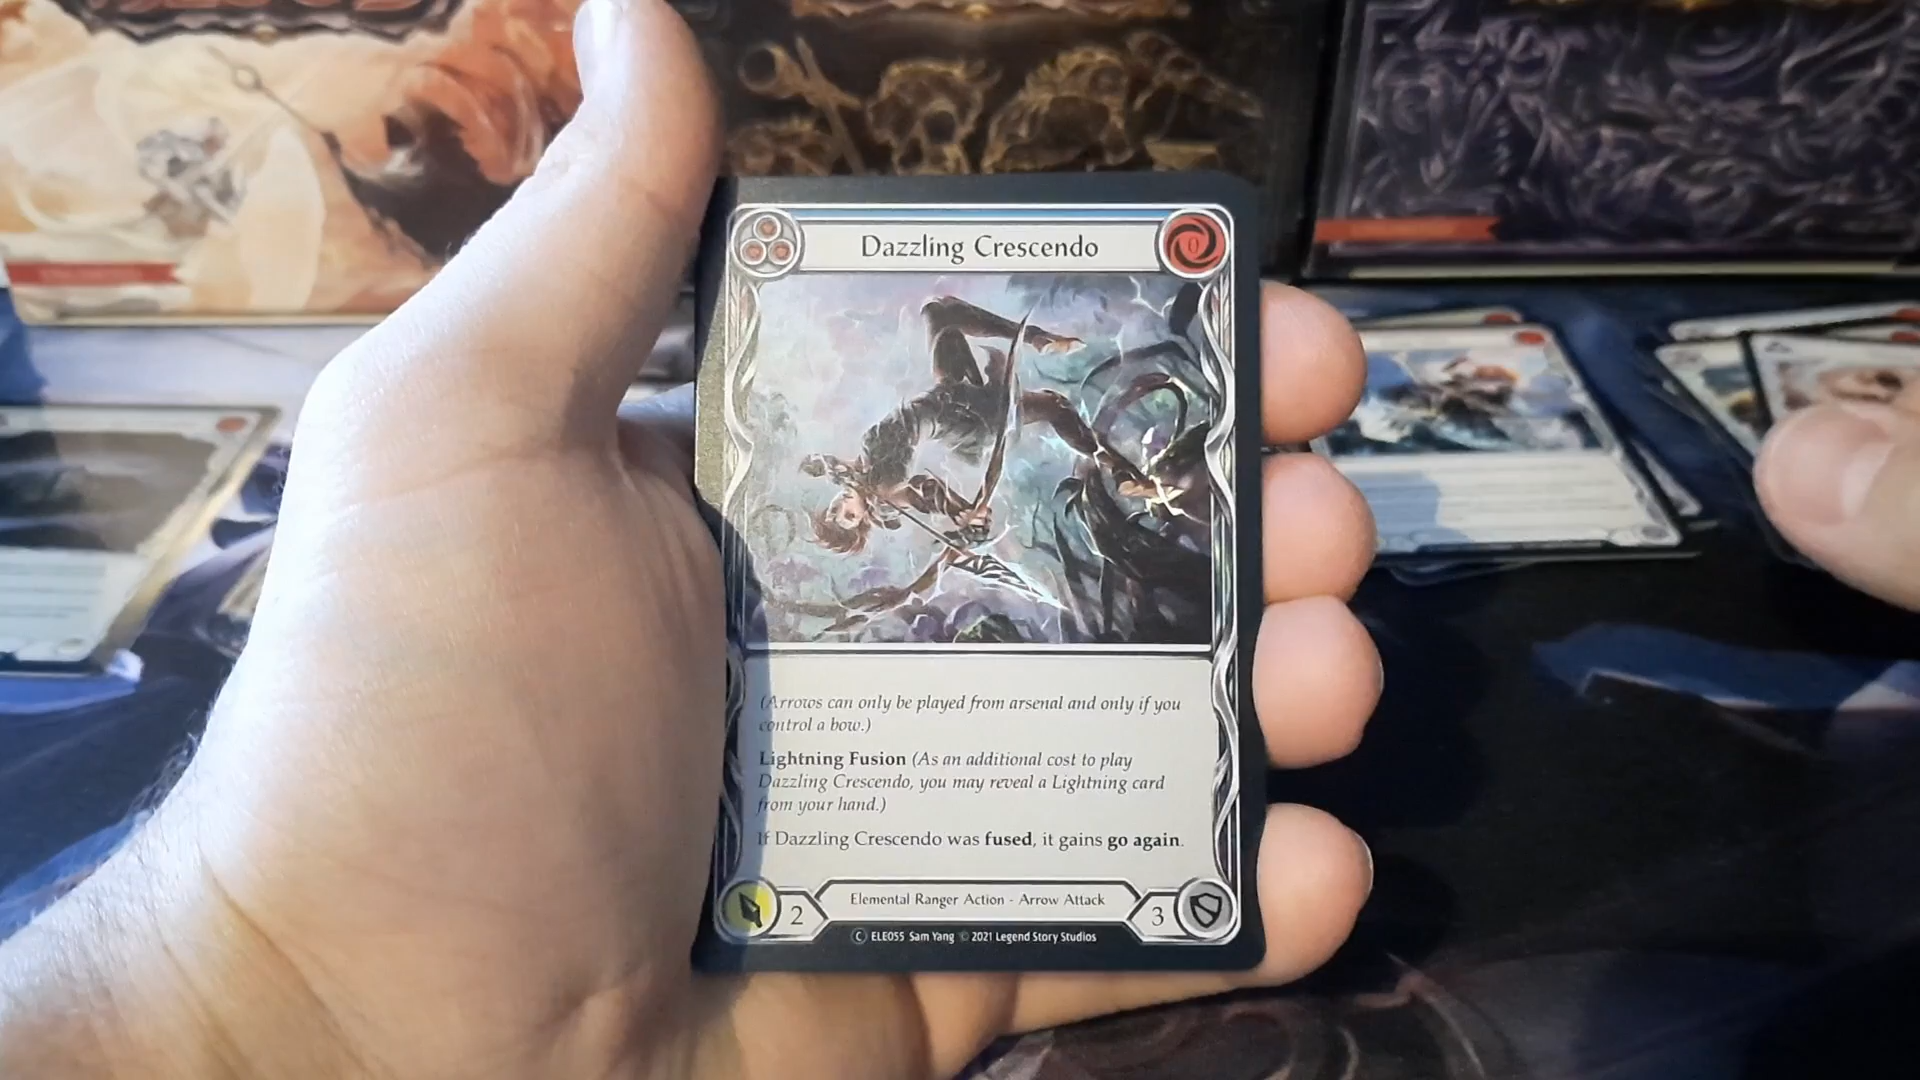 Dazzling Crescendo
0
(Arrows can only be played from arsenal and only if you
control a bow.)
Lightning Fusion (As an additional cost to play
Dazzling Crescendo, you may reveal a Lightning card
from your hand.)
If Dazzling Crescendo was fused, it gains go again.
2
Elemental Ranger Action - Arrow Attack
3
C ELE055 Sam Yang © 2021 Legend Story Studios